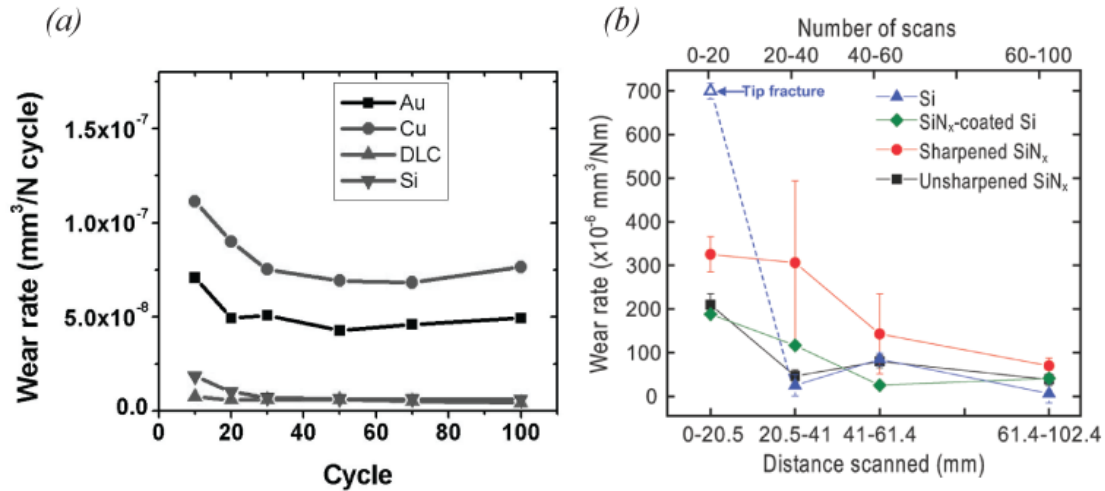 (a)
Wear rate (mm³/N cycle)
1.5x10⁻⁷
1.0x10⁻⁷
5.0x10⁻⁸
0.0
Au
Cu
DLC
Si
0 20 40 60 80 100
Cycle
(b)
Number of scans
0-20 20-40 40-60 60-100
Wear rate (x10⁻⁶ mm³/Nm)
700
600
500
400
300
200
100
0
Tip fracture
Si
SiNₓ-coated Si
Sharpened SiNₓ
Unsharpened SiNₓ
0-20.5 20.5-41 41-61.4 61.4-102.4
Distance scanned (mm)